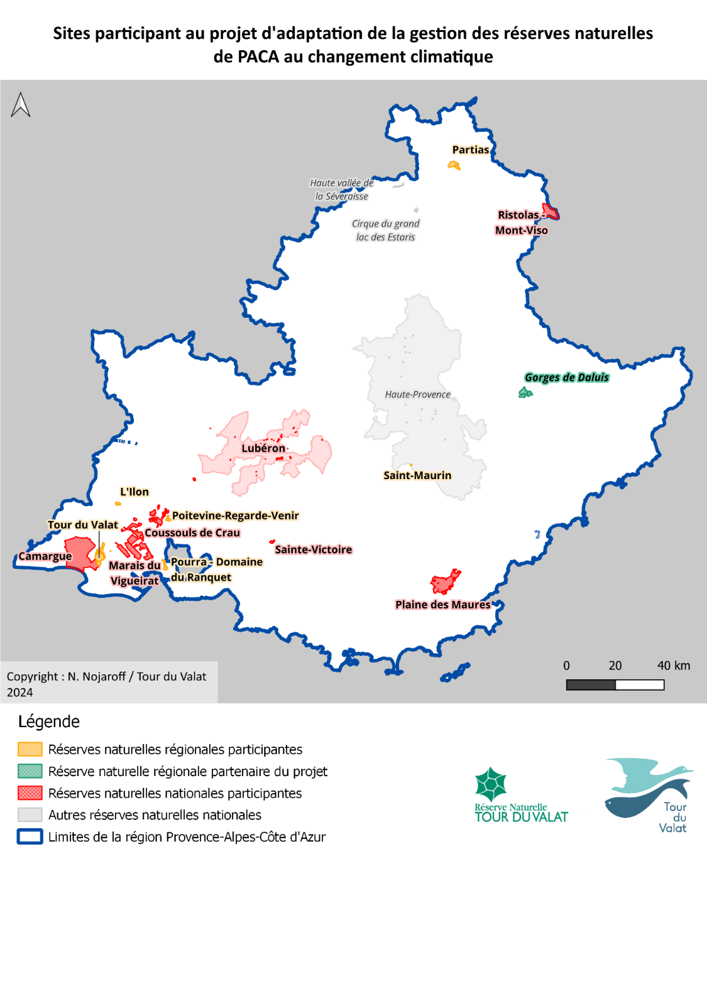 Sites participant au projet d'adaptation de la gestion des réserves naturelles
de PACA au changement climatique
Partias
Haute vallée de
la Séveraisse
Ristolas -
Mont-Viso
Cirque du grand
lac des Estaris
Gorges de Daluis
Haute-Provence
Lubéron
Saint-Maurin
L'Ilon
Poitevine-Regarde-Venir
Tour du Valat
Coussouls de Crau
Sainte-Victoire
Camargue
Marais du
Vigueirat
Pourra - Domaine
du Ranquet
Plaine des Maures
0 20 40 km
Copyright : N. Nojaroff / Tour du Valat
2024
Légende
Réserves naturelles régionales participantes
Réserve naturelle régionale partenaire du projet
Réserves naturelles nationales participantes
Autres réserves naturelles nationales
Limites de la région Provence-Alpes-Côte d'Azur
Réserve Naturelle
TOUR DU VALAT
Tour
du
Valat